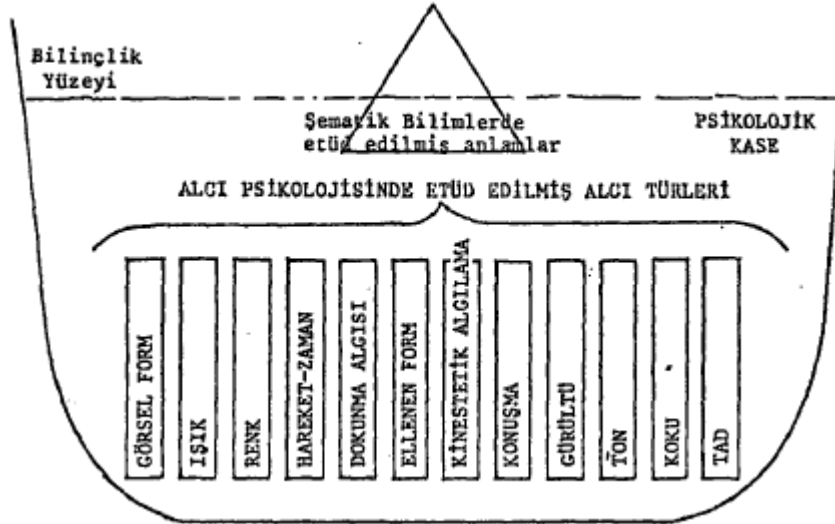 Bilinçlik
Yüzeyi
Şematik Bilimlerde
etüd edilmiş anlamlar
PSİKOLOJİK
KASE
ALGI PSİKOLOJİSİNDE ETÜD EDİLMİŞ ALGI TÜRLERİ
GÖRSEL FORM
IŞIK
RENK
HAREKET-ZAMAN
DOKUNMA ALGISI
ELLENEN FORM
KİNESTETİK ALGILAMA
KONUŞMA
GÜRÜLTÜ
TON
KOKU
TAD